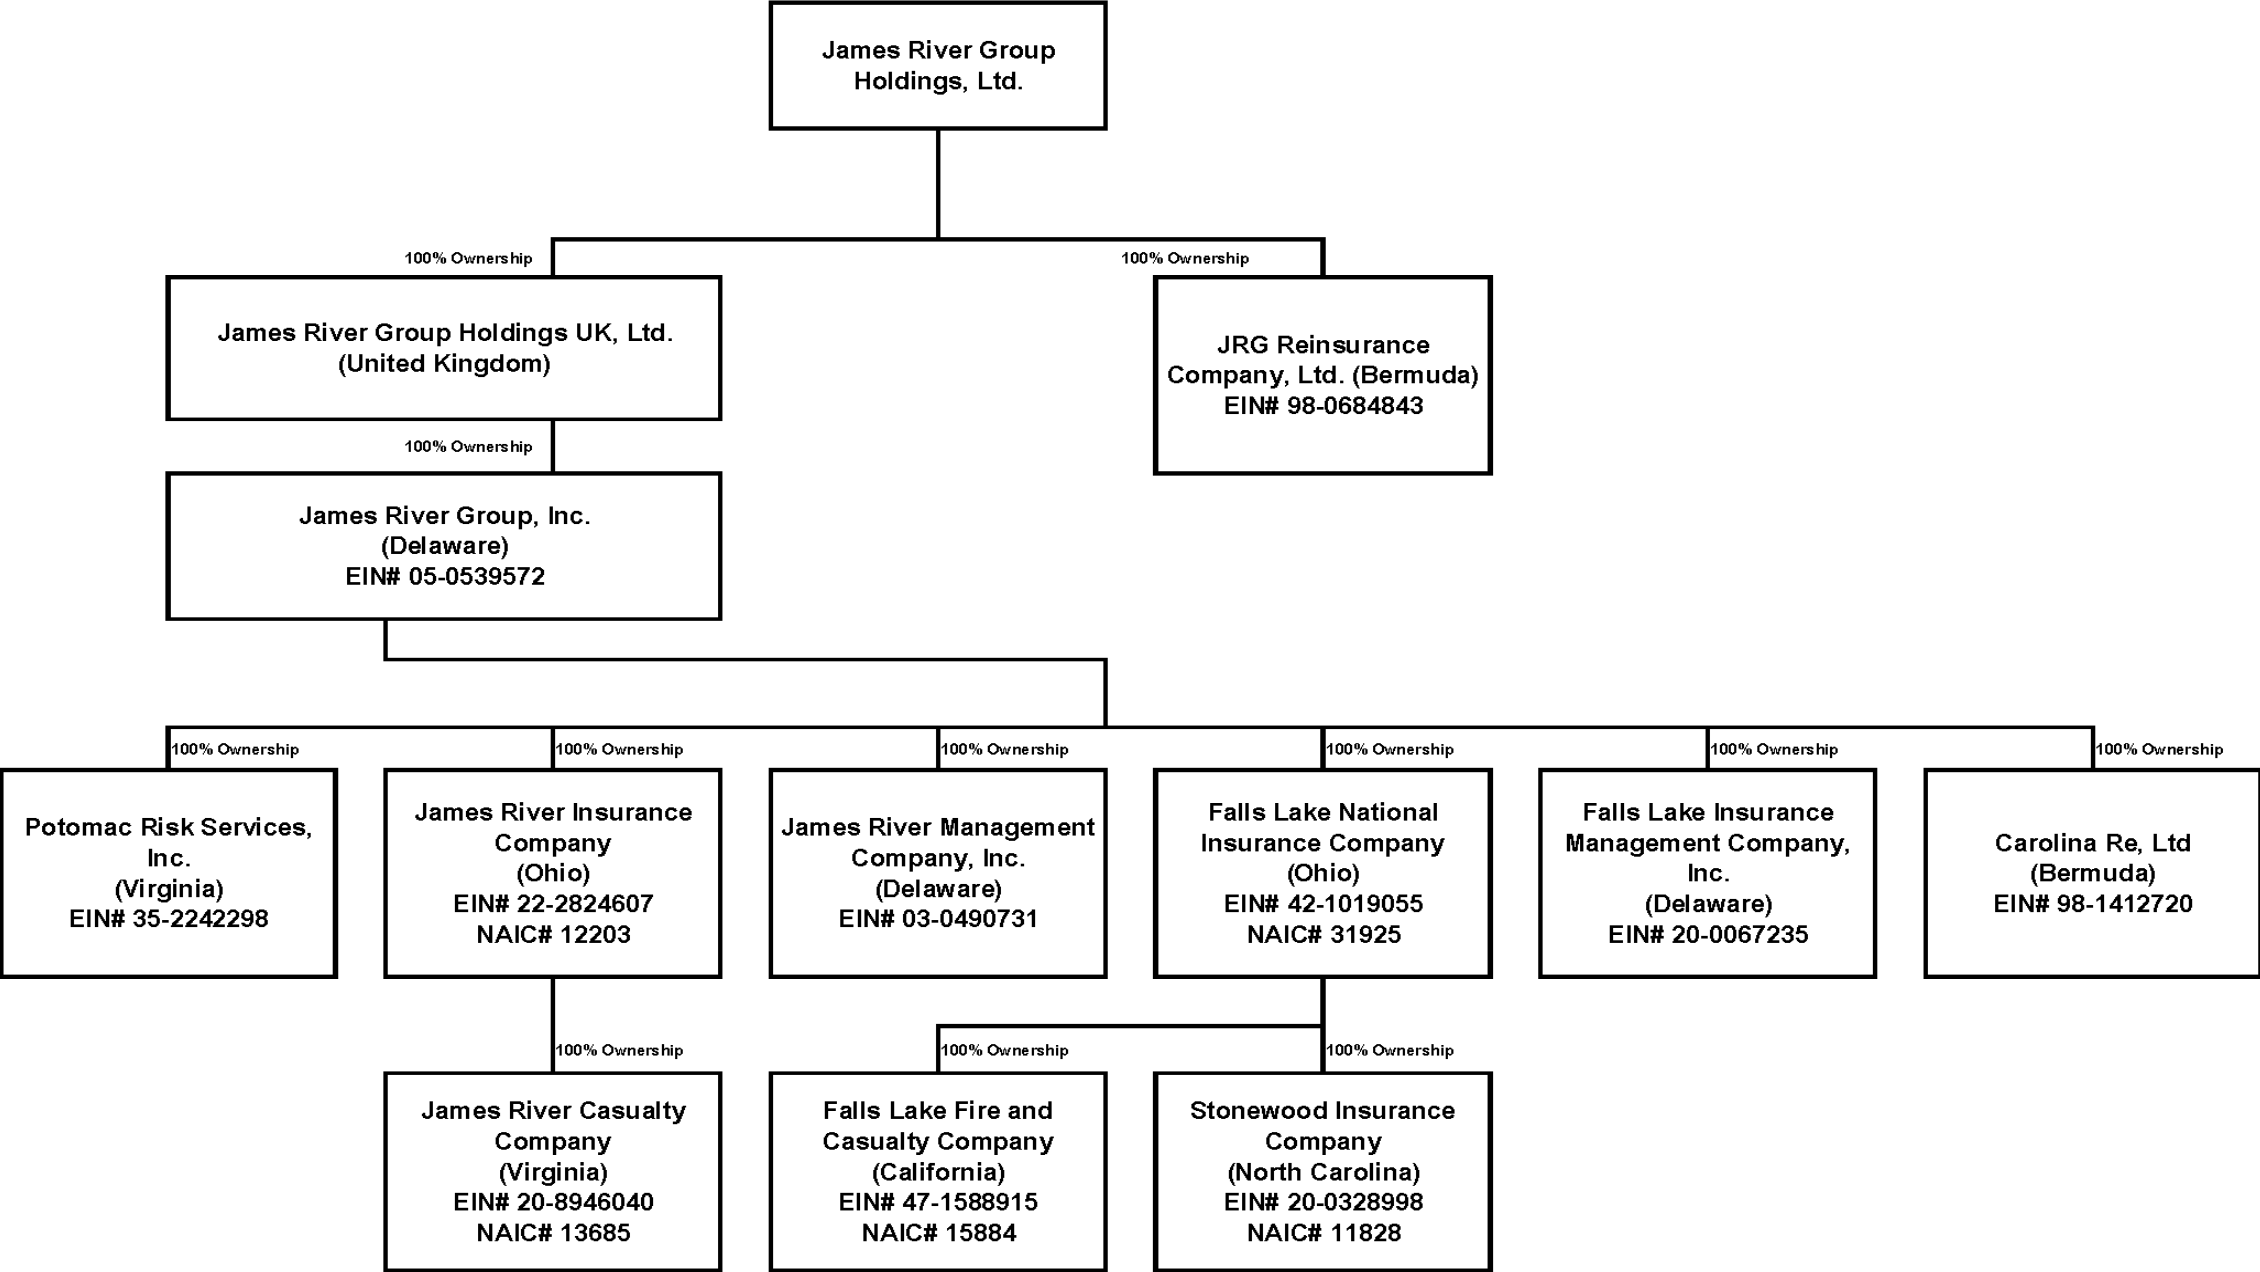 James River Group
Holdings, Ltd.
100% Ownership
100% Ownership
James River Group Holdings UK, Ltd.
(United Kingdom)
JRG Reinsurance
Company, Ltd. (Bermuda)
EIN# 98-0684843
100% Ownership
James River Group, Inc.
(Delaware)
EIN# 05-0539572
100% Ownership
100% Ownership
100% Ownership
100% Ownership
100% Ownership
100% Ownership
Potomac Risk Services,
Inc.
(Virginia)
EIN# 35-2242298
James River Insurance
Company
(Ohio)
EIN# 22-2824607
NAIC# 12203
James River Management
Company, Inc.
(Delaware)
EIN# 03-0490731
Falls Lake National
Insurance Company
(Ohio)
EIN# 42-1019055
NAIC# 31925
Falls Lake Insurance
Management Company,
Inc.
(Delaware)
EIN# 20-0067235
Carolina Re, Ltd
(Bermuda)
EIN# 98-1412720
100% Ownership
100% Ownership
100% Ownership
James River Casualty
Company
(Virginia)
EIN# 20-8946040
NAIC# 13685
Falls Lake Fire and
Casualty Company
(California)
EIN# 47-1588915
NAIC# 15884
Stonewood Insurance
Company
(North Carolina)
EIN# 20-0328998
NAIC# 11828